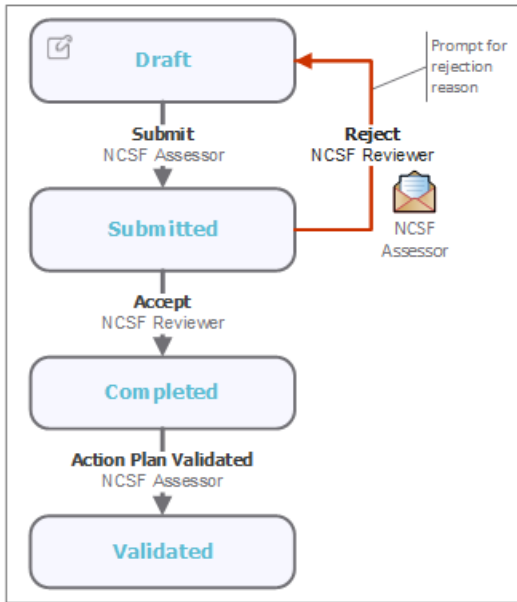 Draft
Prompt for
rejection
reason
Submit
NCSF Assessor
Reject
NCSF Reviewer
Submitted
NCSF
Assessor
Accept
NCSF Reviewer
Completed
Action Plan Validated
NCSF Assessor
Validated